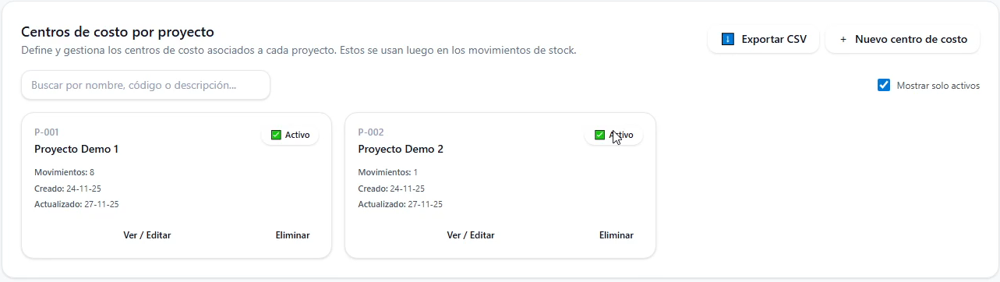 Centros de costo por proyecto
Define y gestiona los centros de costo asociados a cada proyecto. Estos se usan luego en los movimientos de stock.
Exportar CSV
+ Nuevo centro de costo
Buscar por nombre, código o descripción...
Mostrar solo activos
P-001
Activo
Proyecto Demo 1
Movimientos: 8
Creado: 24-11-25
Actualizado: 27-11-25
Ver / Editar
Eliminar
P-002
Activo
Proyecto Demo 2
Movimientos: 1
Creado: 24-11-25
Actualizado: 27-11-25
Ver / Editar
Eliminar